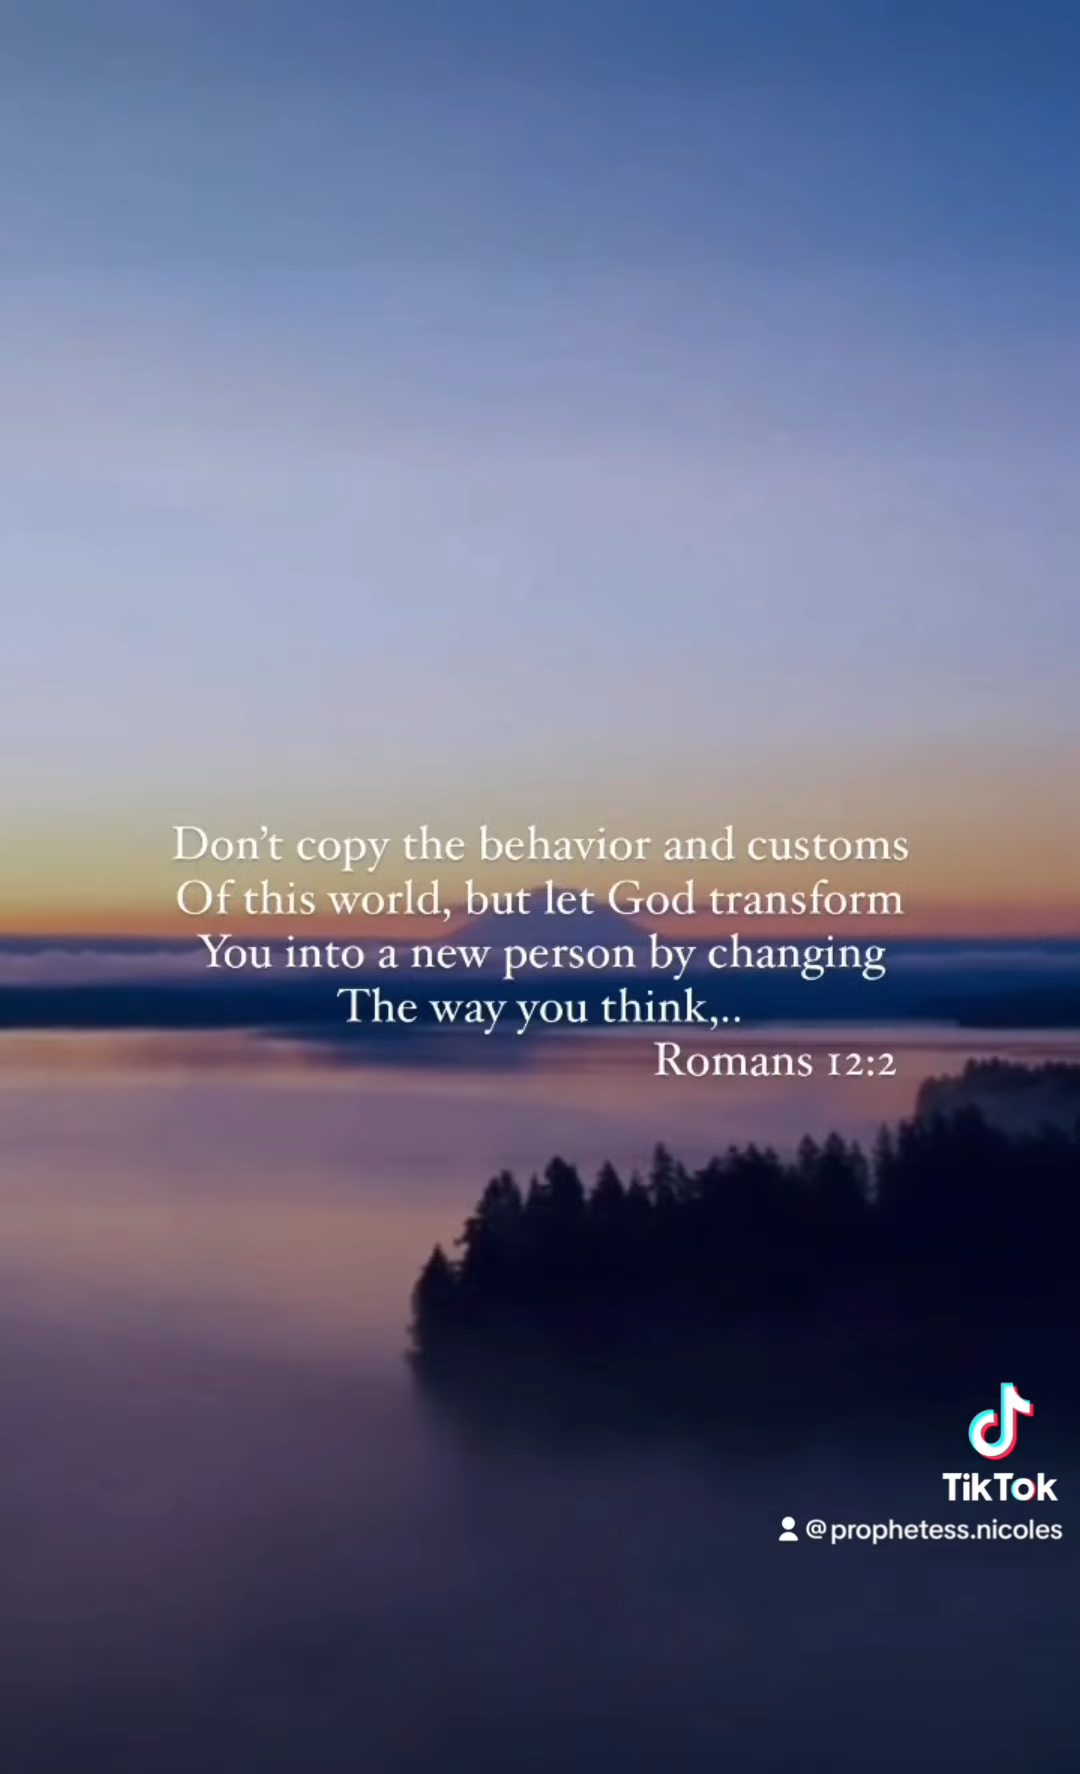 Don't copy the behavior and customs
Of this world, but let God transform
You into a new person by changing
The way you think,..
Romans 12:2
TikTok
@prophetess.nicoles